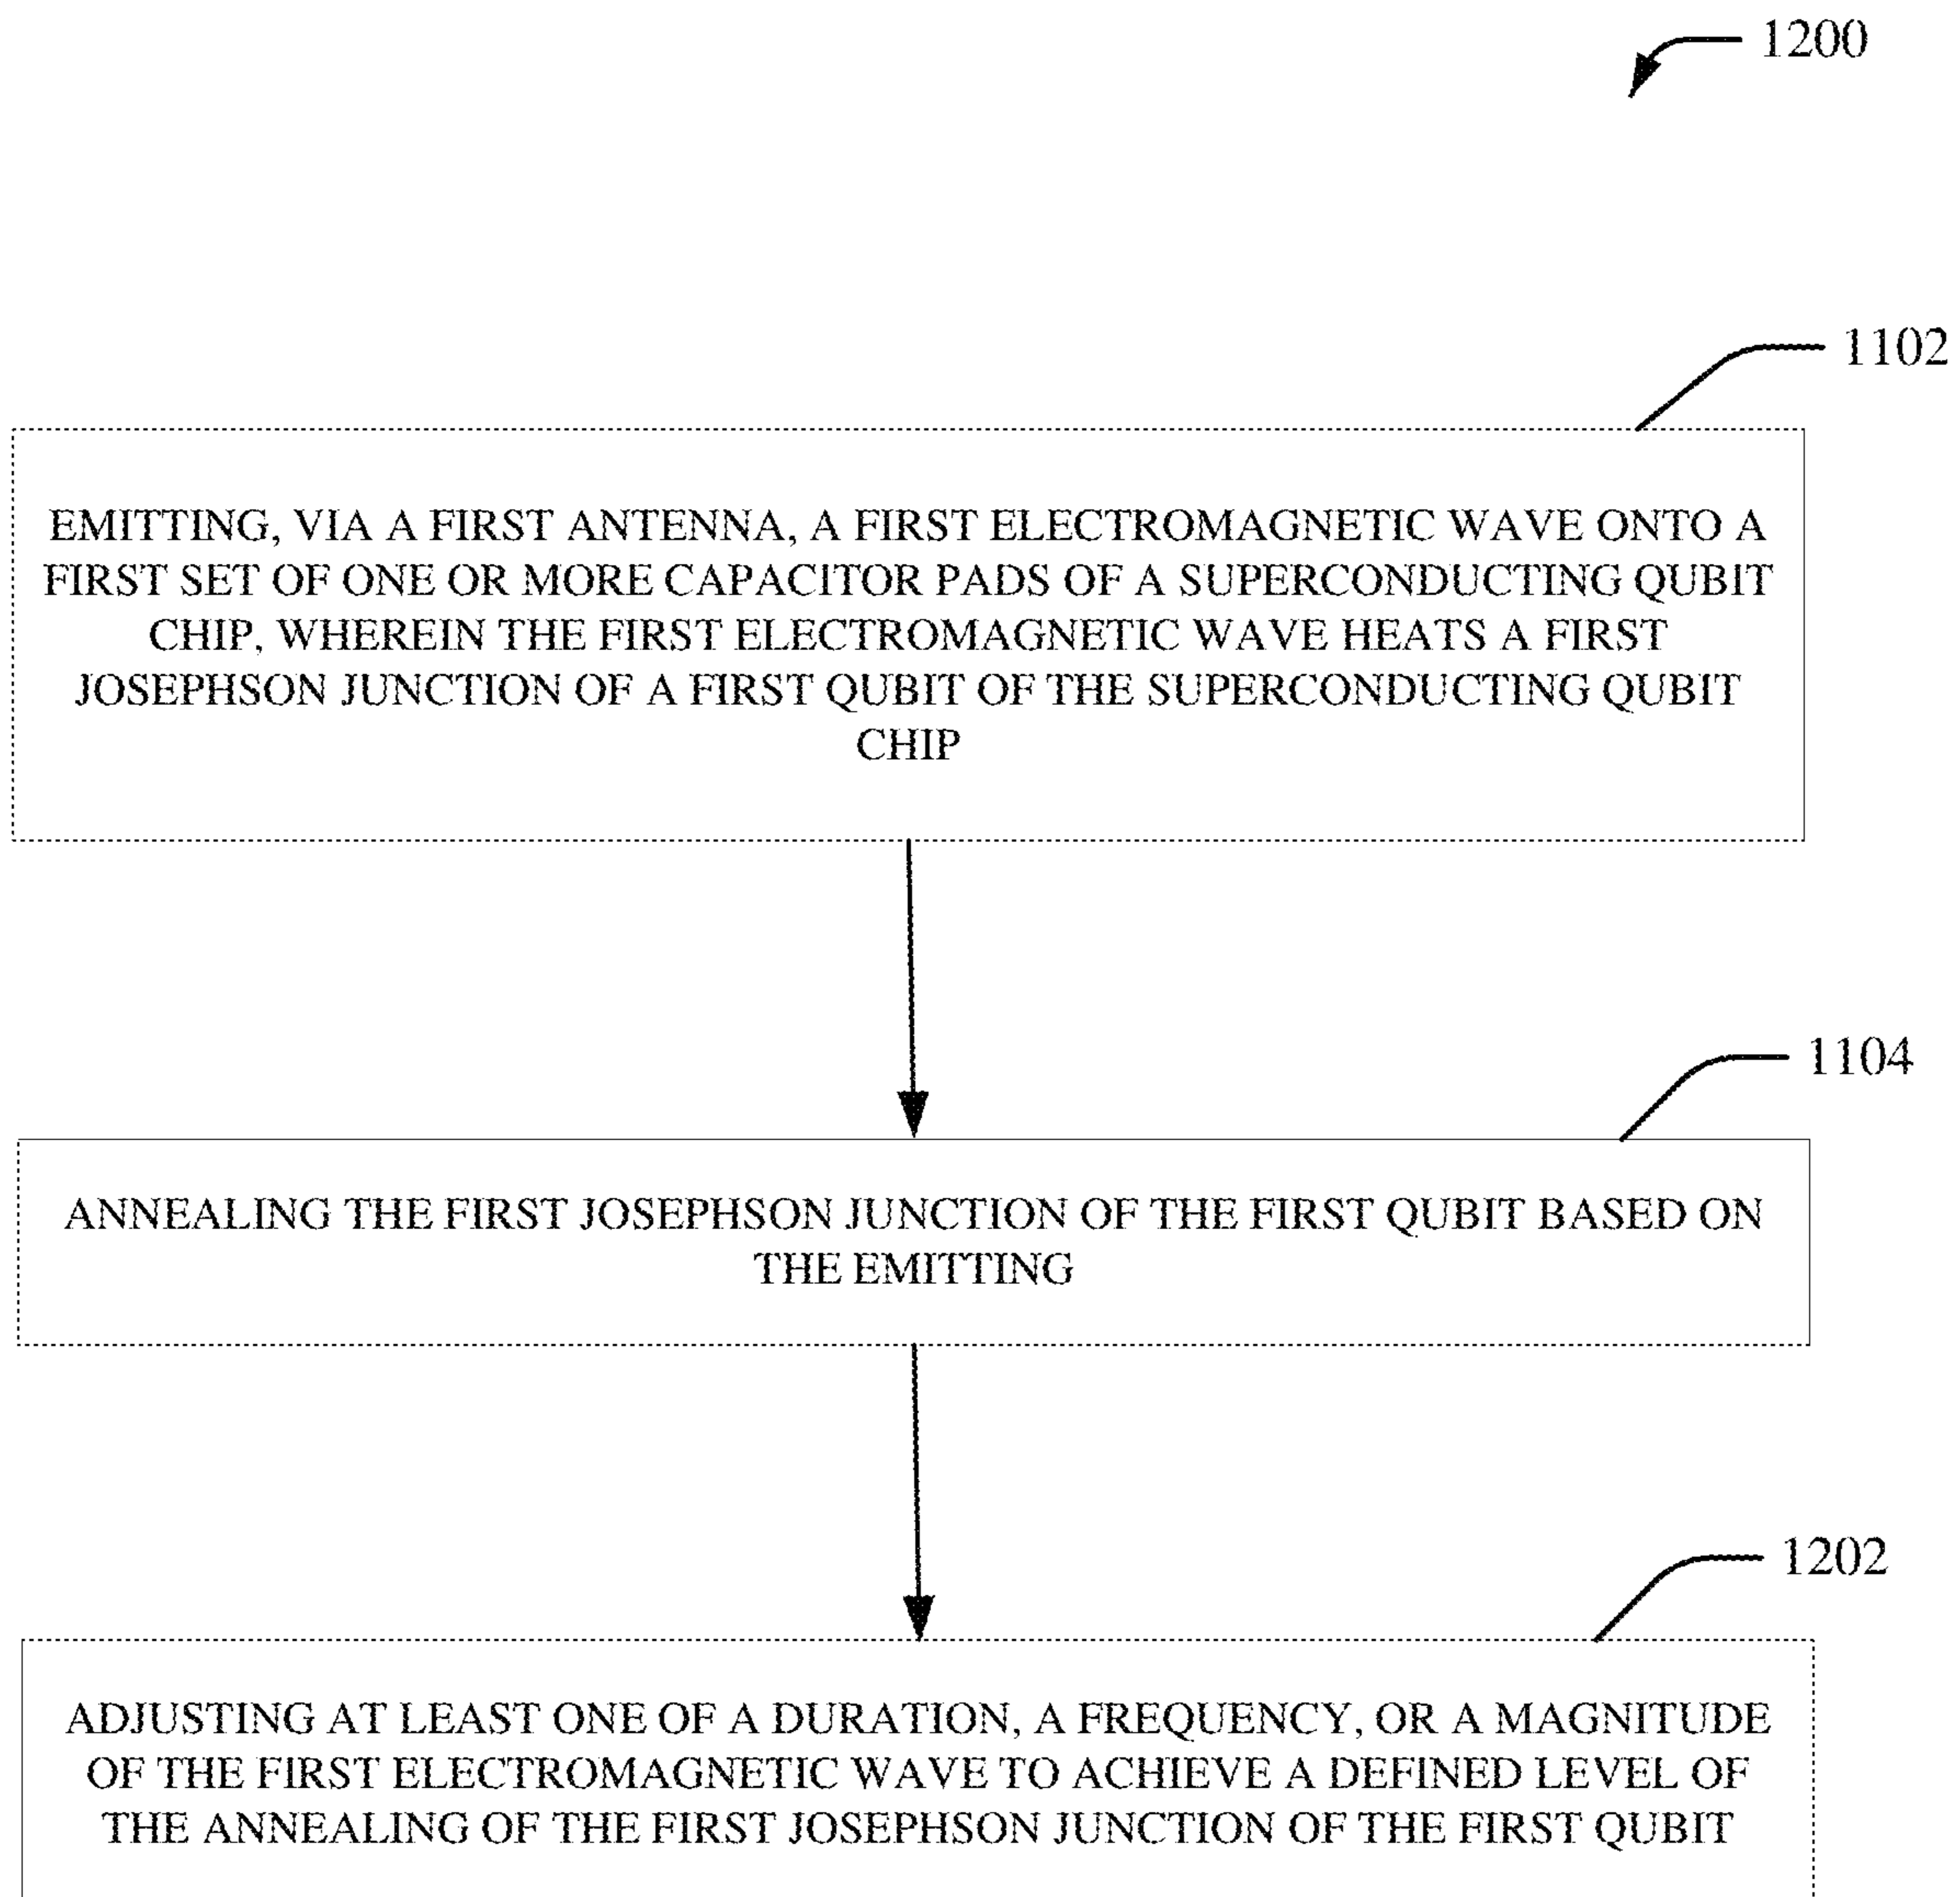 1200
1102
EMITTING, VIA A FIRST ANTENNA, A FIRST ELECTROMAGNETIC WAVE ONTO A
FIRST SET OF ONE OR MORE CAPACITOR PADS OF A SUPERCONDUCTING QUBIT
CHIP, WHEREIN THE FIRST ELECTROMAGNETIC WAVE HEATS A FIRST
JOSEPHSON JUNCTION OF A FIRST QUBIT OF THE SUPERCONDUCTING QUBIT
CHIP
1104
ANNEALING THE FIRST JOSEPHSON JUNCTION OF THE FIRST QUBIT BASED ON
THE EMITTING
1202
ADJUSTING AT LEAST ONE OF A DURATION, A FREQUENCY, OR A MAGNITUDE
OF THE FIRST ELECTROMAGNETIC WAVE TO ACHIEVE A DEFINED LEVEL OF
THE ANNEALING OF THE FIRST JOSEPHSON JUNCTION OF THE FIRST QUBIT